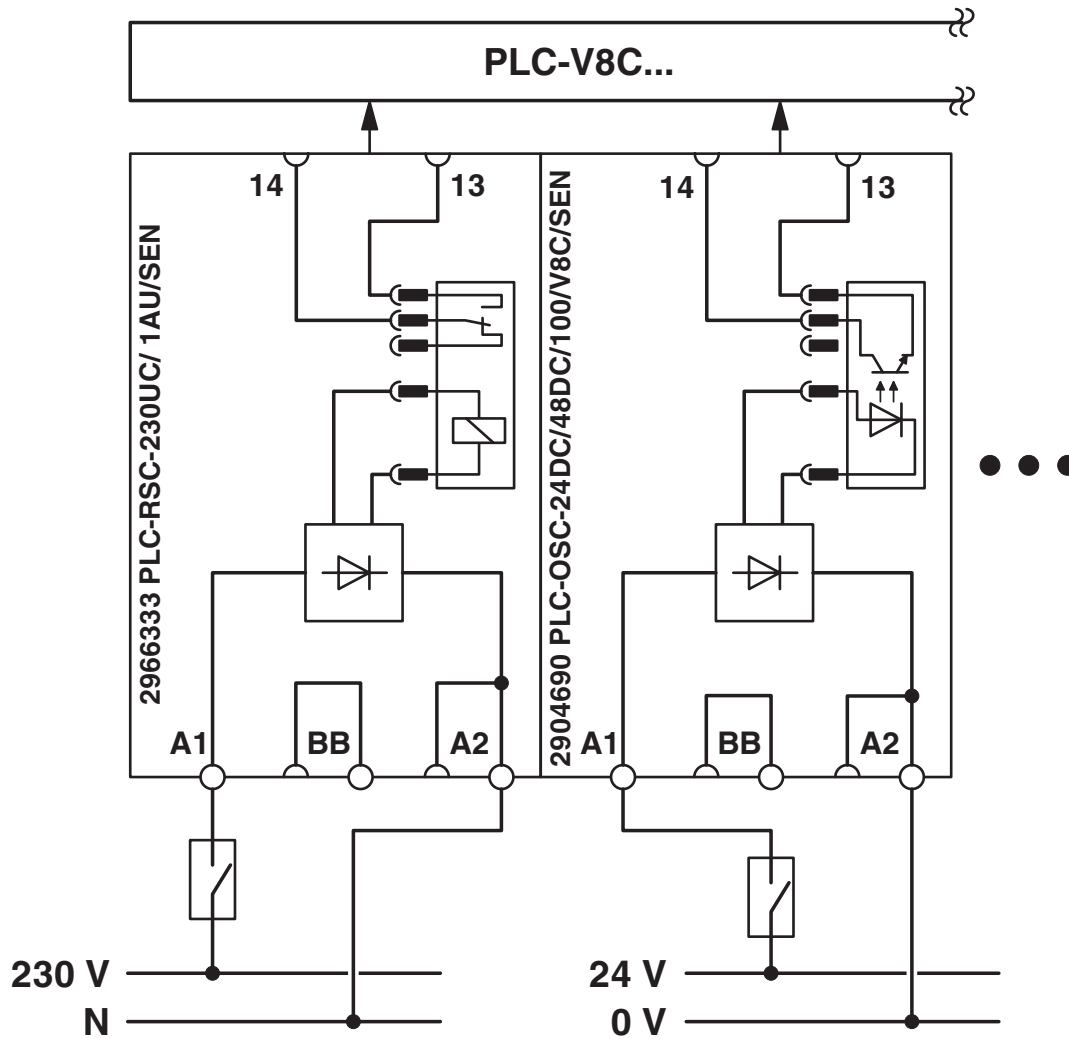 PLC-V8C...
14
13
14
13
2966333 PLC-RSC-230UC/ 1AU/SEN
2904690 PLC-OSC-24DC/48DC/100/V8C/SEN
A1
BB
A2
A1
BB
A2
230 V
24 V
N
0 V